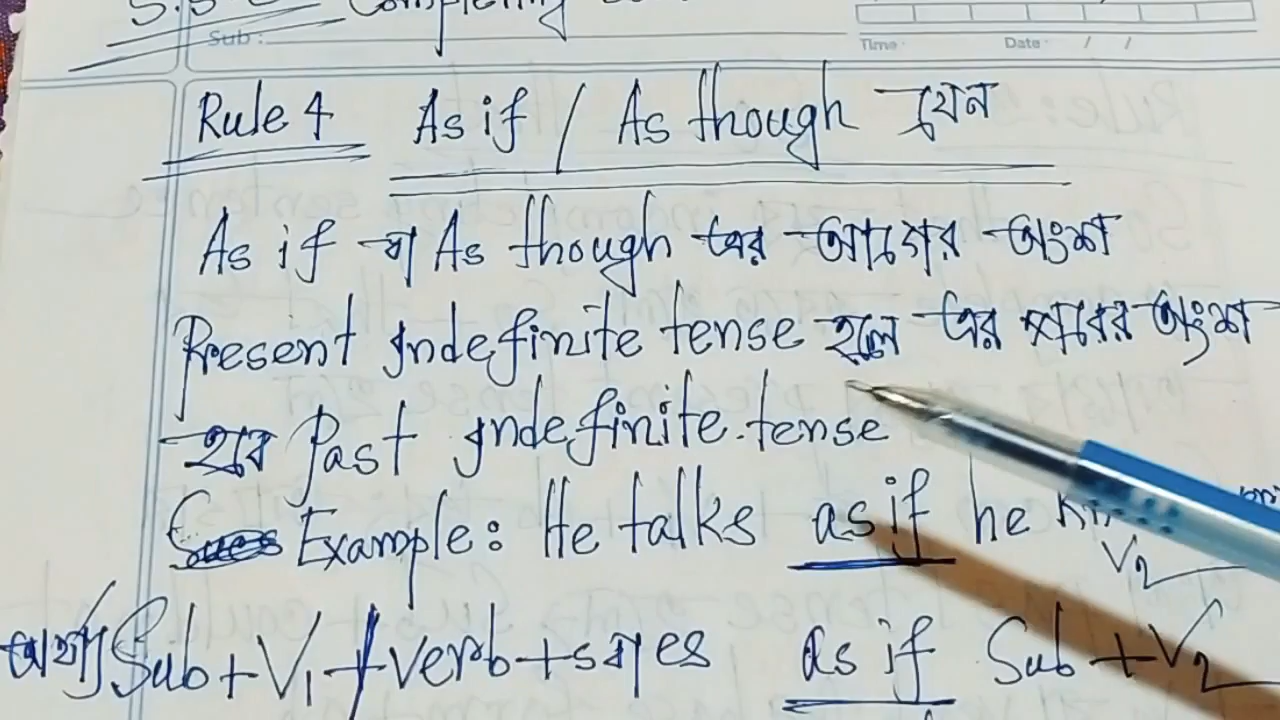 Completing
Sub :
Time : Date : / /
Rule 4 As if / As though যেন
As if বা As though এর আগের অংশ
Present Indefinite tense হলে এর পরের অংশ
হবে Past Indefinite tense
Example: He talks as if he
V2
অথবা Sub + V1 + verb + s বা es as if Sub + V2